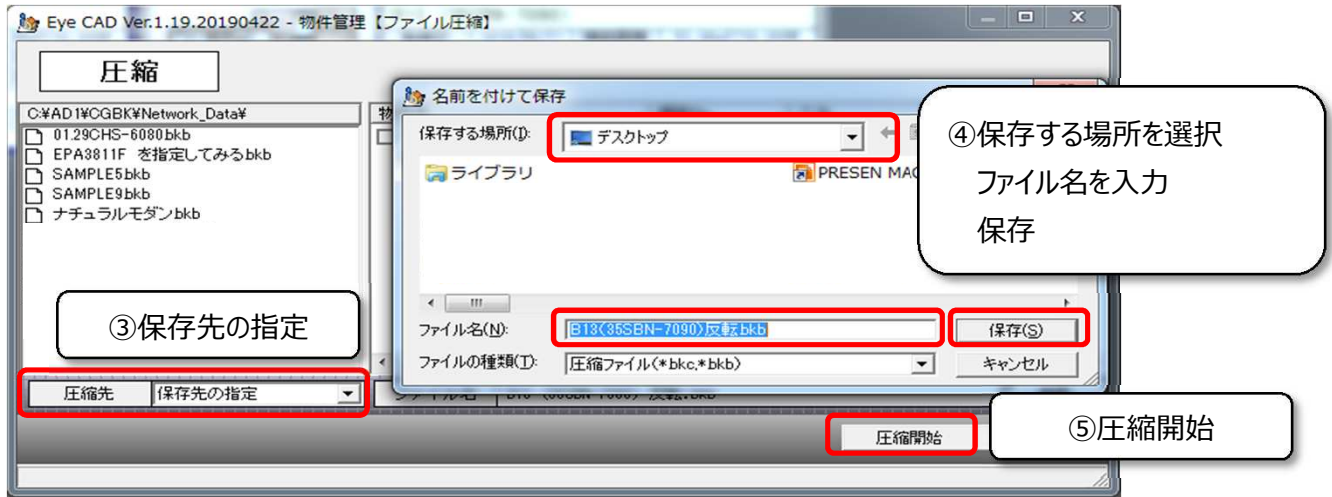 Eye CAD Ver.1.19.20190422 - 物件管理【ファイル圧縮】
圧縮
C:¥AD1¥CGBK¥Network_Data¥
物
01.29CHS-6080.bkb
EPA3811F を指定してみる.bkb
SAMPLE5.bkb
SAMPLE9.bkb
ナチュラルモダン.bkb
名前を付けて保存
保存する場所(I):
デスクトップ
ライブラリ
PRESEN MAC
ファイル名(N):
B13(35SBN-7090)反転.bkb
保存(S)
ファイルの種類(T):
圧縮ファイル(*bkc,*bkb)
キャンセル
④保存する場所を選択
ファイル名を入力
保存
③保存先の指定
圧縮先
保存先の指定
圧縮開始
⑤圧縮開始